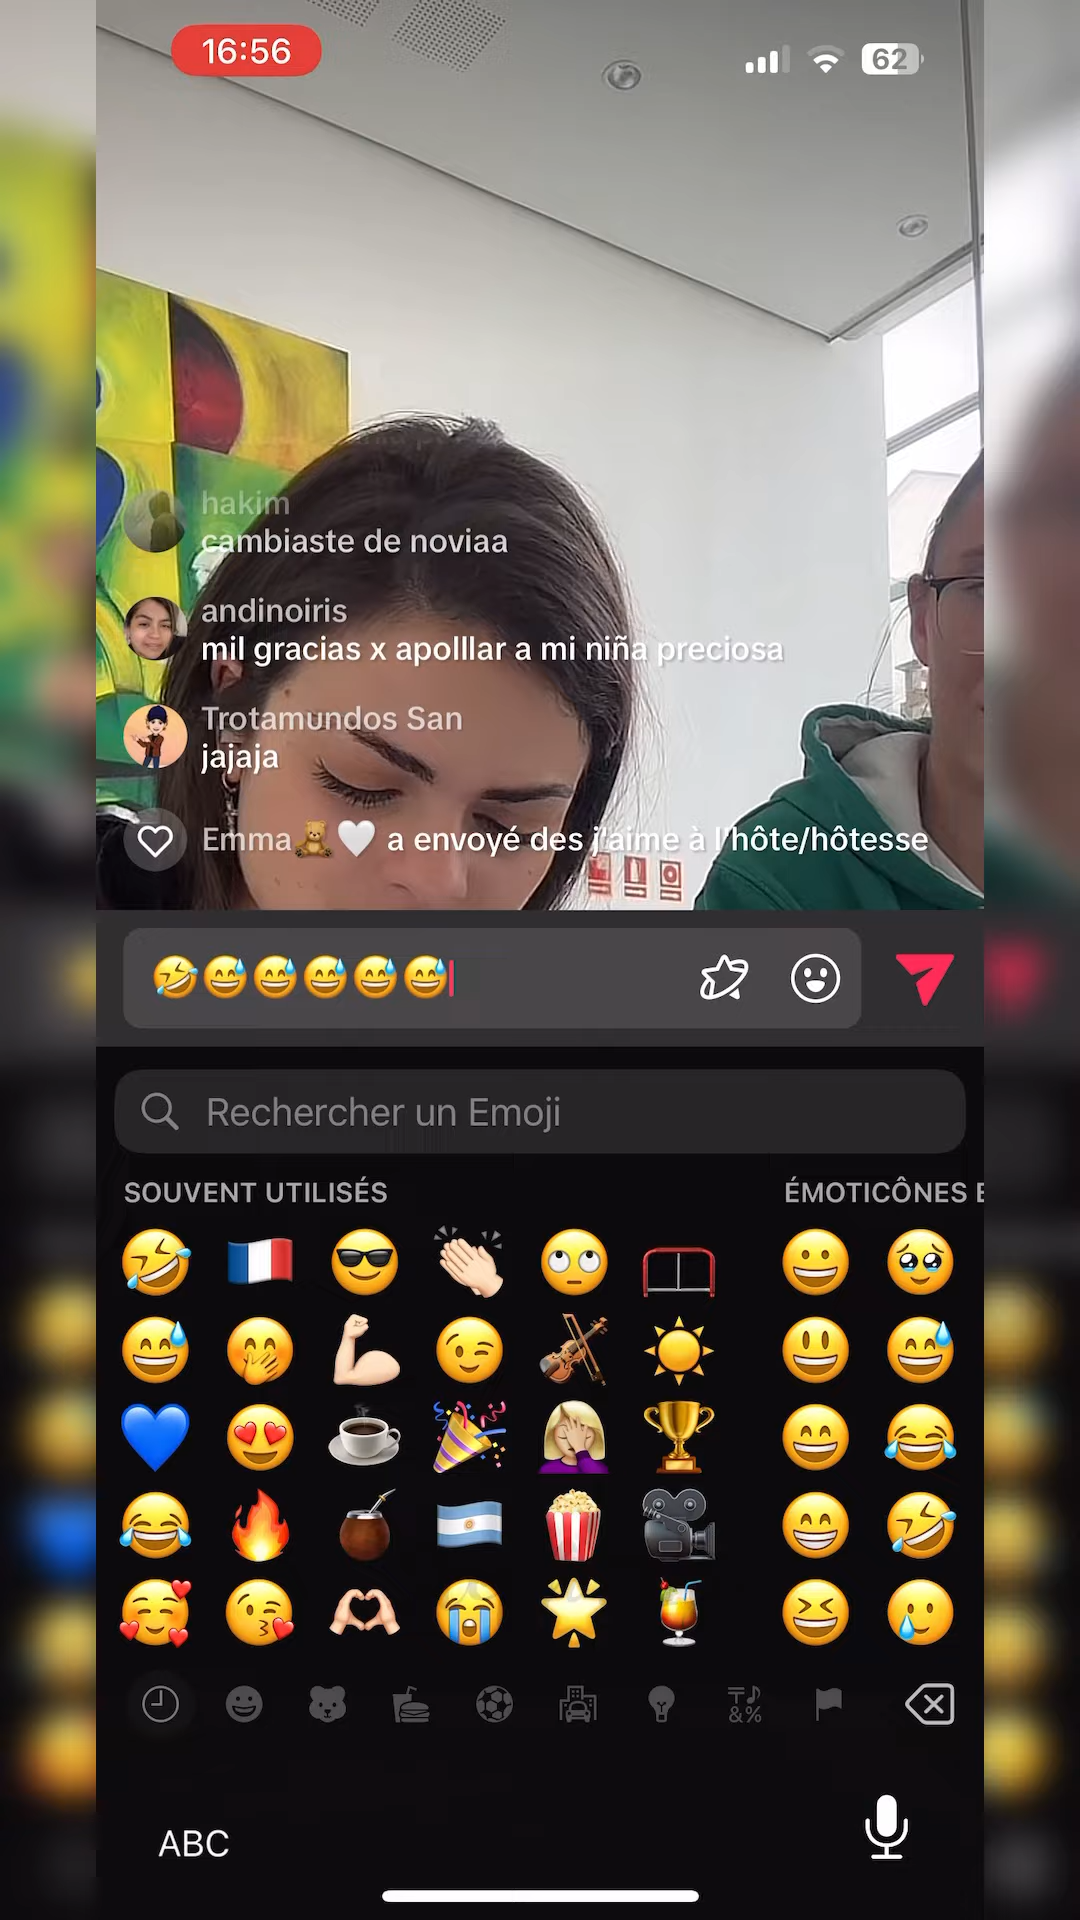 16:56
62
hakim
cambiaste de noviaa
andinoiris
mil gracias x apolllar a mi niña preciosa
Trotamundos San
jajaja
Emma🧸🤍 a envoyé des j'aime à l'hôte/hôtesse
🤣😅😅😅😅😅
Rechercher un Emoji
SOUVENT UTILISÉS
ÉMOTICÔNES E
ABC